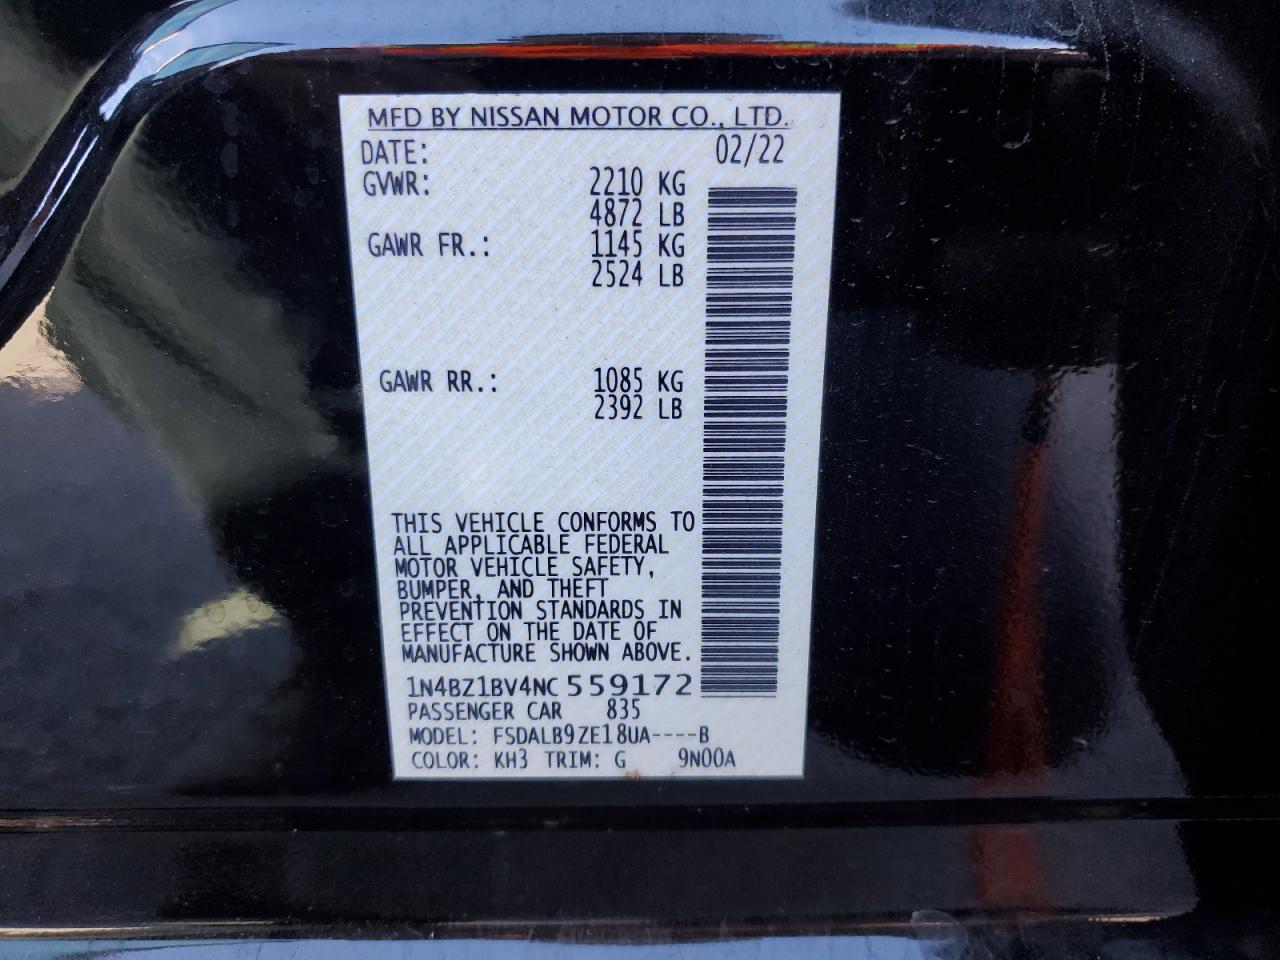 MFD BY NISSAN MOTOR CO., LTD.
DATE: 02/22
GVWR: 2210 KG
4872 LB
GAWR FR.: 1145 KG
2524 LB
GAWR RR.: 1085 KG
2392 LB
THIS VEHICLE CONFORMS TO
ALL APPLICABLE FEDERAL
MOTOR VEHICLE SAFETY,
BUMPER, AND THEFT
PREVENTION STANDARDS IN
EFFECT ON THE DATE OF
MANUFACTURE SHOWN ABOVE.
1N4BZ1BV4NC559172
PASSENGER CAR 835
MODEL: FSDALB9ZE18UA----B
COLOR: KH3 TRIM: G 9N00A